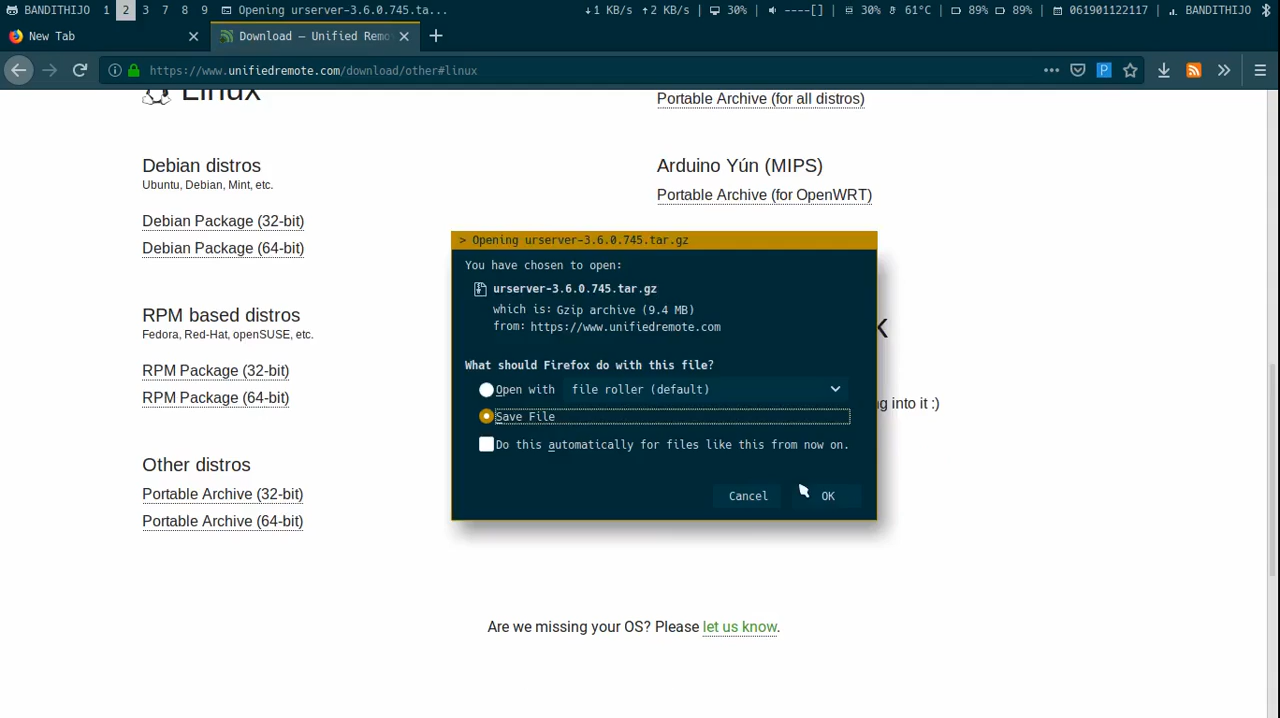 BANDITHIJO 1 2 3 7 8 9 Opening urserver-3.6.0.745.ta... ↓1 KB/s ↑2 KB/s 30% ----[] 30% 61°C 89% 89% 061901122117 BANDITHIJO
New Tab Download — Unified Remo
https://www.unifiedremote.com/download/other#linux
Linux
Portable Archive (for all distros)
Debian distros
Ubuntu, Debian, Mint, etc.
Debian Package (32-bit)
Debian Package (64-bit)
Arduino Yún (MIPS)
Portable Archive (for OpenWRT)
RPM based distros
Fedora, Red-Hat, openSUSE, etc.
RPM Package (32-bit)
RPM Package (64-bit)
Other distros
Portable Archive (32-bit)
Portable Archive (64-bit)
> Opening urserver-3.6.0.745.tar.gz
You have chosen to open:
urserver-3.6.0.745.tar.gz
which is: Gzip archive (9.4 MB)
from: https://www.unifiedremote.com
What should Firefox do with this file?
Open with file roller (default)
Save File
Do this automatically for files like this from now on.
Cancel OK
k
ng into it :)
Are we missing your OS? Please let us know.